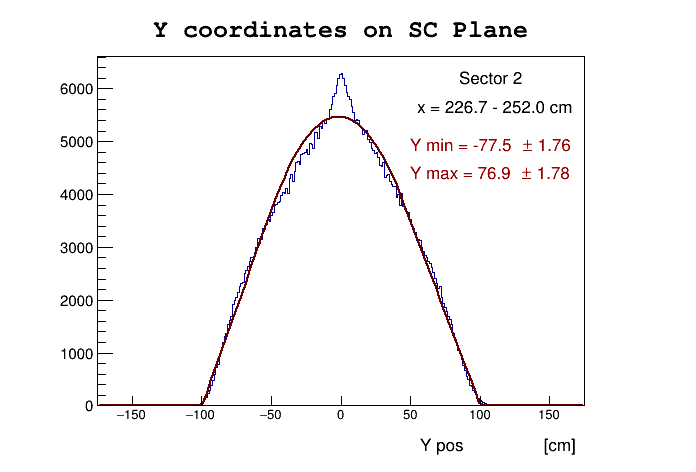 Y coordinates on SC Plane
Sector 2
x = 226.7 - 252.0 cm
Y min = -77.5 ± 1.76
Y max = 76.9 ± 1.78
6000
5000
4000
3000
2000
1000
0
−150 −100 −50 0 50 100 150
Y pos [cm]